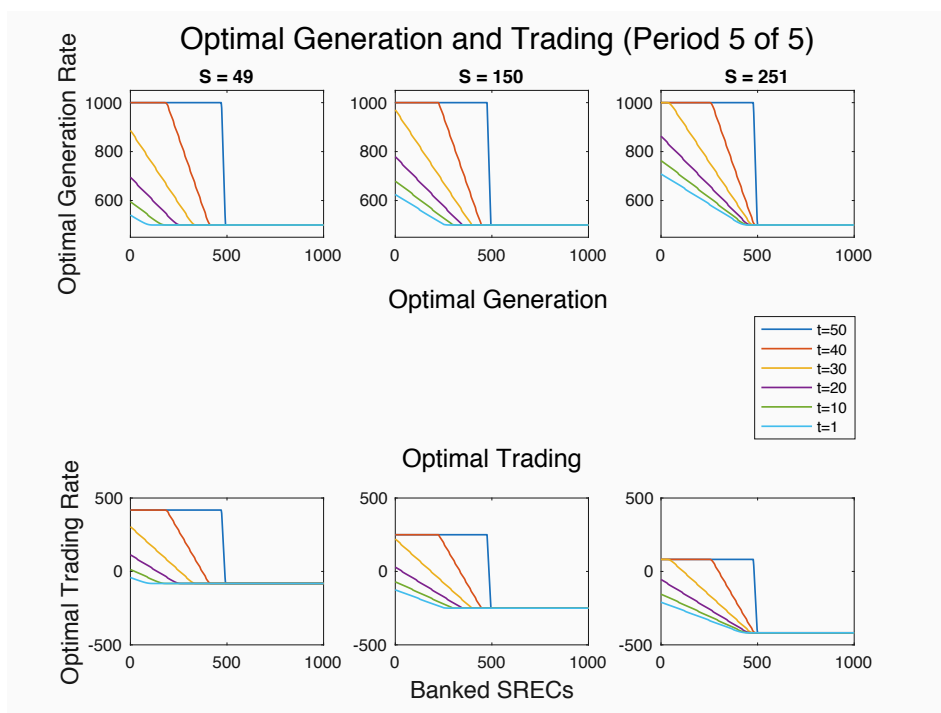 Optimal Generation and Trading (Period 5 of 5)
S = 49
S = 150
S = 251
Optimal Generation Rate
1000
800
600
0 500 1000
1000
800
600
0 500 1000
1000
800
600
0 500 1000
Optimal Generation
t=50
t=40
t=30
t=20
t=10
t=1
Optimal Trading
Optimal Trading Rate
500
0
-500
0 500 1000
500
0
-500
0 500 1000
500
0
-500
0 500 1000
Banked SRECs